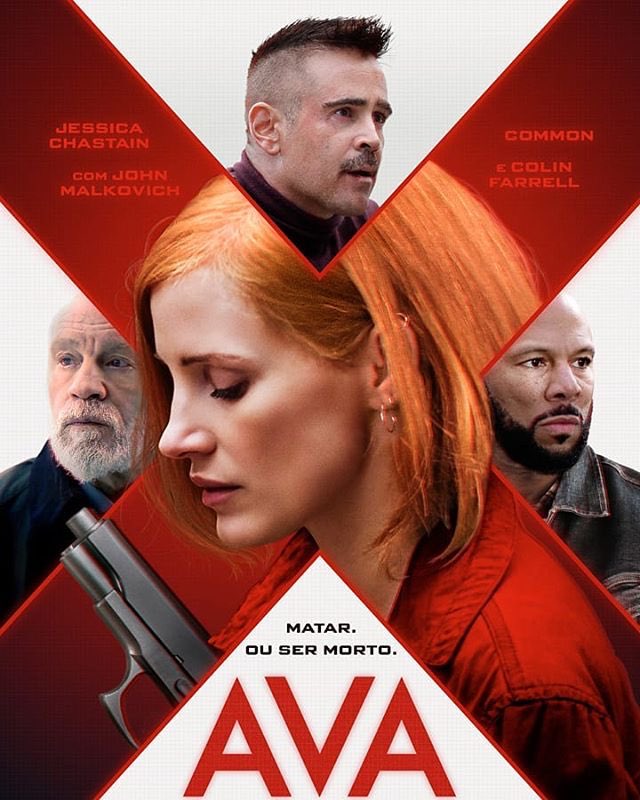 JESSICA
CHASTAIN
COM JOHN
MALKOVICH
COMMON
E COLIN
FARRELL
MATAR.
OU SER MORTO.
AVA